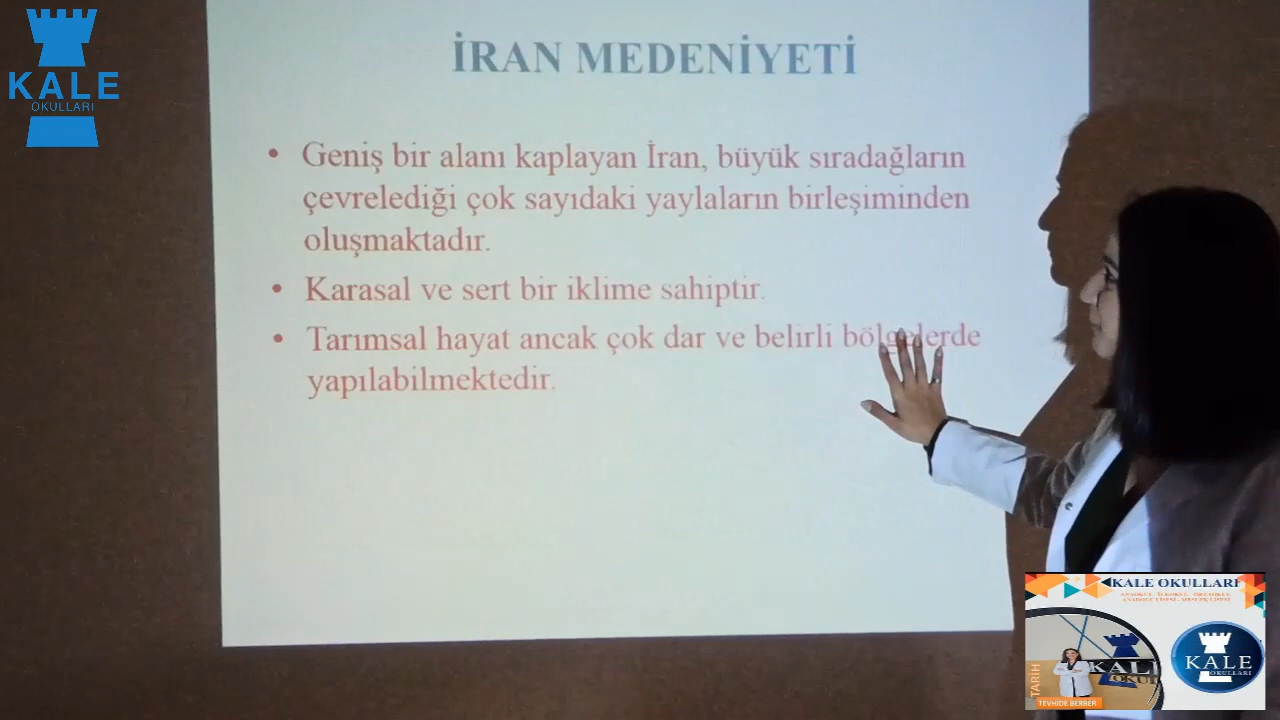 KALE
OKULLARI
İRAN MEDENİYETİ
• Geniş bir alanı kaplayan İran, büyük sıradağların
çevrelediği çok sayıdaki yaylaların birleşiminden
oluşmaktadır.
• Karasal ve sert bir iklime sahiptir.
• Tarımsal hayat ancak çok dar ve belirli bölgelerde
yapılabilmektedir.
KALE OKULLARI
TARİH
KALE
OKUL
TEVHİDE BERBER
KALE
OKULLARI